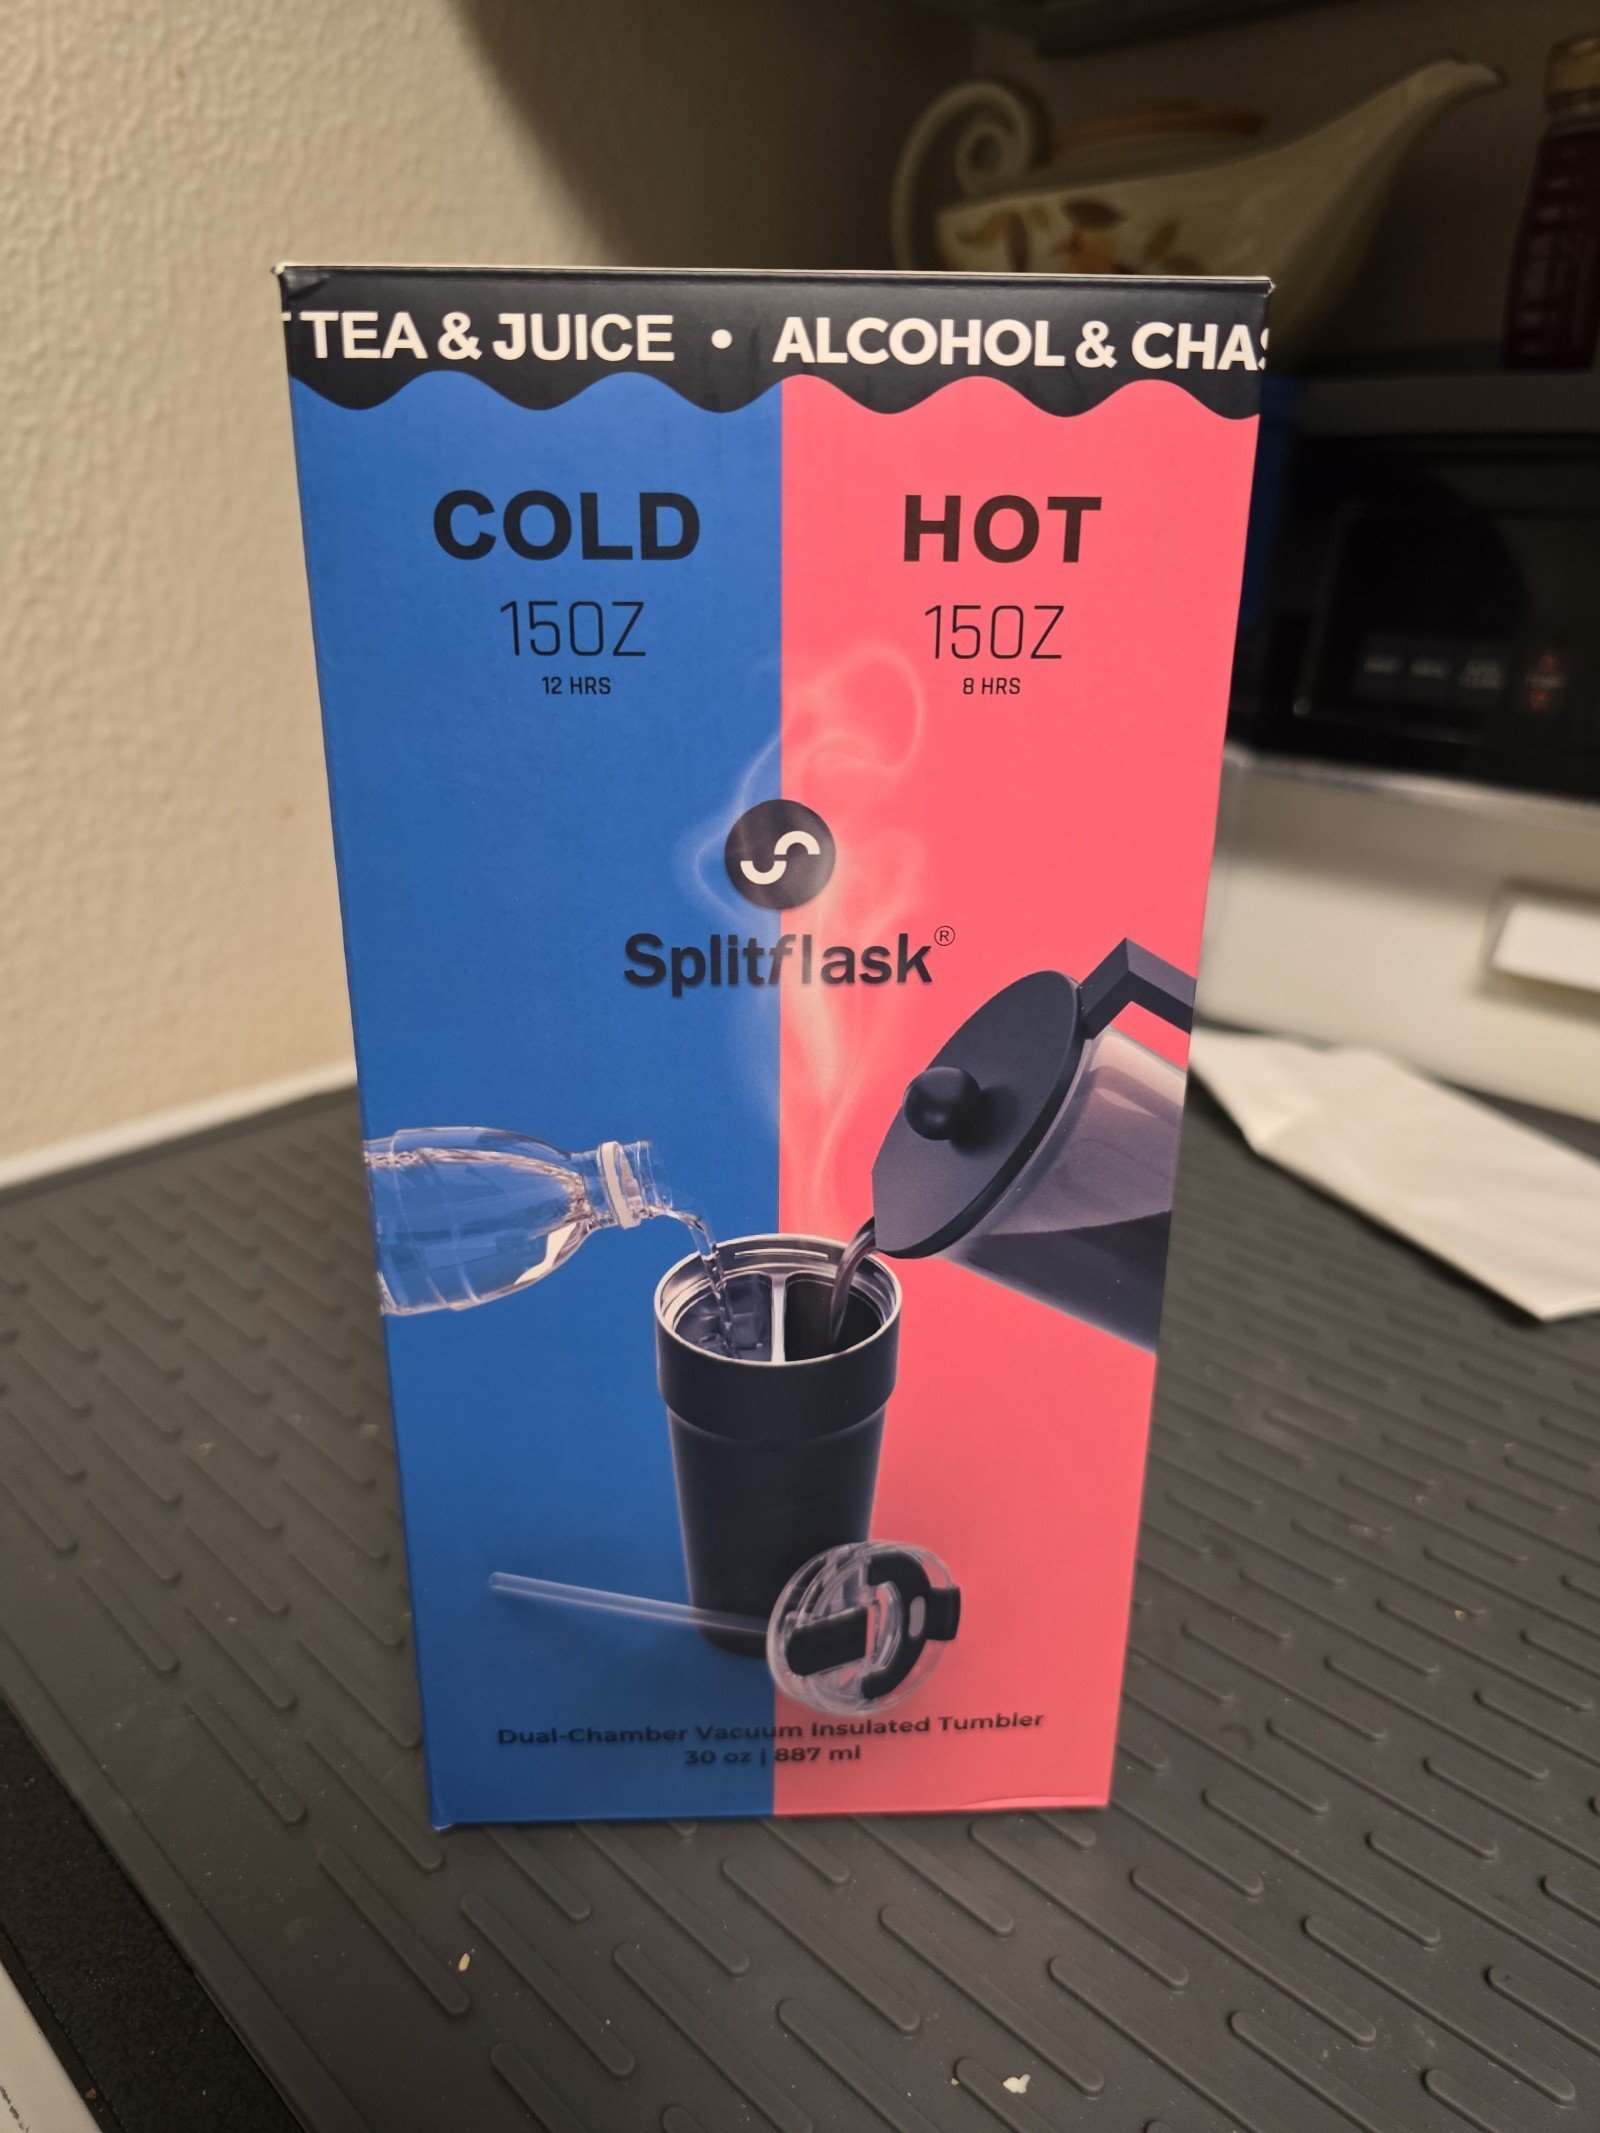 TEA & JUICE • ALCOHOL &
COLD
15OZ
12 HRS
HOT
15OZ
8 HRS
Splitflask®
Dual-Chamber Vacuum Insulated Tumbler
30 oz | 887 ml